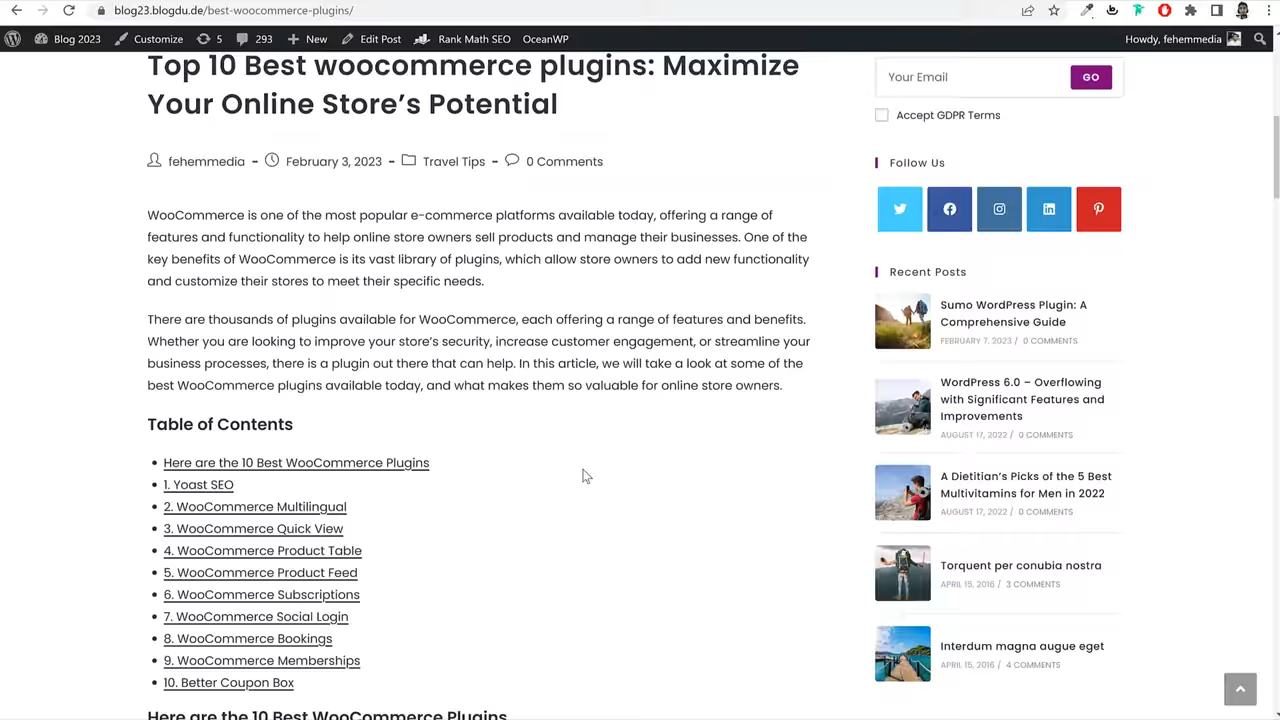 blog23.blogdu.de/best-woocommerce-plugins/
Blog 2023
Customize
5
293
New
Edit Post
Rank Math SEO
OceanWP
Howdy, fehemmedia
Top 10 Best woocommerce plugins: Maximize
Your Online Store’s Potential
fehemmedia - February 3, 2023 - Travel Tips - 0 Comments
WooCommerce is one of the most popular e-commerce platforms available today, offering a range of
features and functionality to help online store owners sell products and manage their businesses. One of the
key benefits of WooCommerce is its vast library of plugins, which allow store owners to add new functionality
and customize their stores to meet their specific needs.
There are thousands of plugins available for WooCommerce, each offering a range of features and benefits.
Whether you are looking to improve your store’s security, increase customer engagement, or streamline your
business processes, there is a plugin out there that can help. In this article, we will take a look at some of the
best WooCommerce plugins available today, and what makes them so valuable for online store owners.
Table of Contents
Here are the 10 Best WooCommerce Plugins
1. Yoast SEO
2. WooCommerce Multilingual
3. WooCommerce Quick View
4. WooCommerce Product Table
5. WooCommerce Product Feed
6. WooCommerce Subscriptions
7. WooCommerce Social Login
8. WooCommerce Bookings
9. WooCommerce Memberships
10. Better Coupon Box
Here are the 10 Best WooCommerce Plugins
Your Email
GO
Accept GDPR Terms
Follow Us
Recent Posts
Sumo WordPress Plugin: A
Comprehensive Guide
FEBRUARY 7, 2023 / 0 COMMENTS
WordPress 6.0 – Overflowing
with Significant Features and
Improvements
AUGUST 17, 2022 / 0 COMMENTS
A Dietitian’s Picks of the 5 Best
Multivitamins for Men in 2022
AUGUST 17, 2022 / 0 COMMENTS
Torquent per conubia nostra
APRIL 15, 2016 / 3 COMMENTS
Interdum magna augue eget
APRIL 15, 2016 / 4 COMMENTS